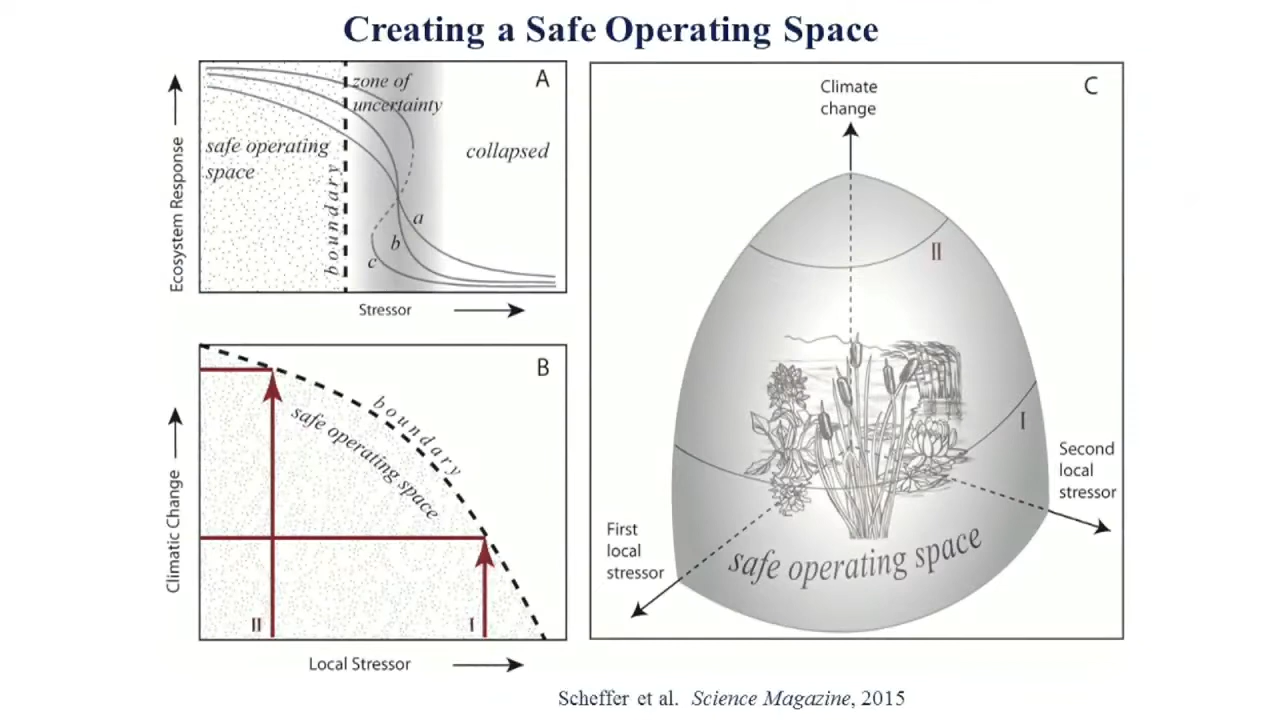 Creating a Safe Operating Space
A
zone of
uncertainty
safe operating
space
collapsed
boundary
a
b
c
Ecosystem Response
Stressor
B
boundary
safe operating space
II
I
Climatic Change
Local Stressor
C
Climate
change
II
I
Second
local
stressor
First
local
stressor
safe operating space
Scheffer et al. Science Magazine, 2015